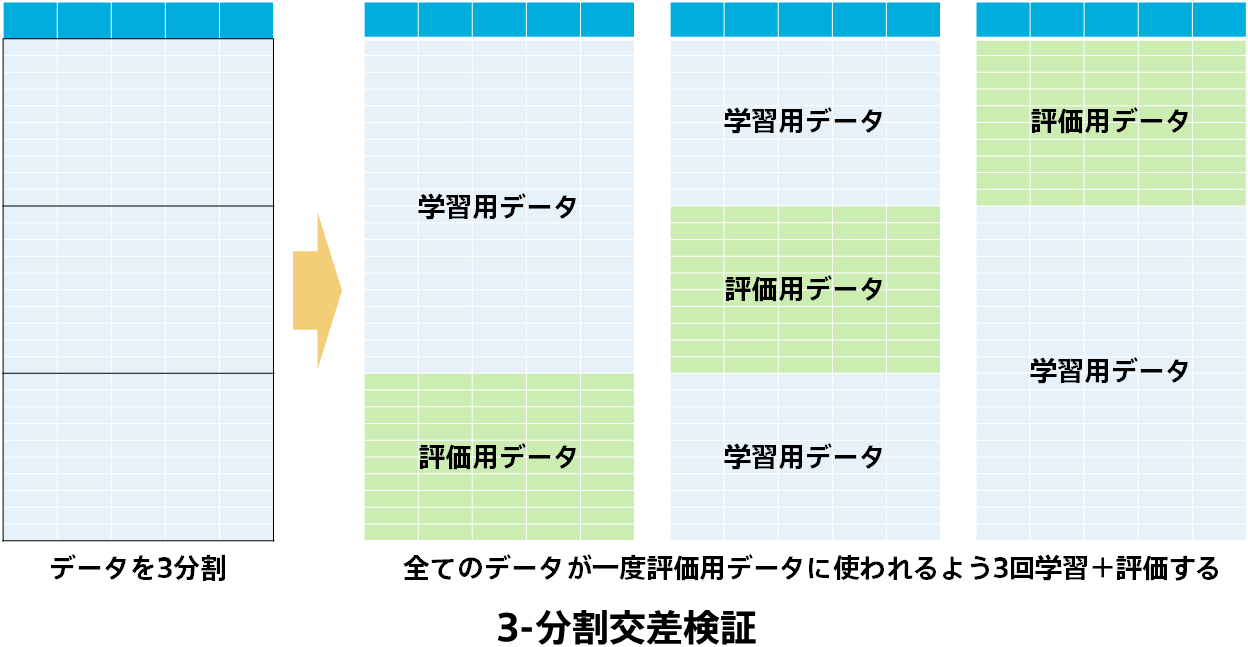 学習用データ
評価用データ
学習用データ
評価用データ
学習用データ
評価用データ
学習用データ
データを3分割
全てのデータが一度評価用データに使われるよう3回学習＋評価する
3-分割交差検証